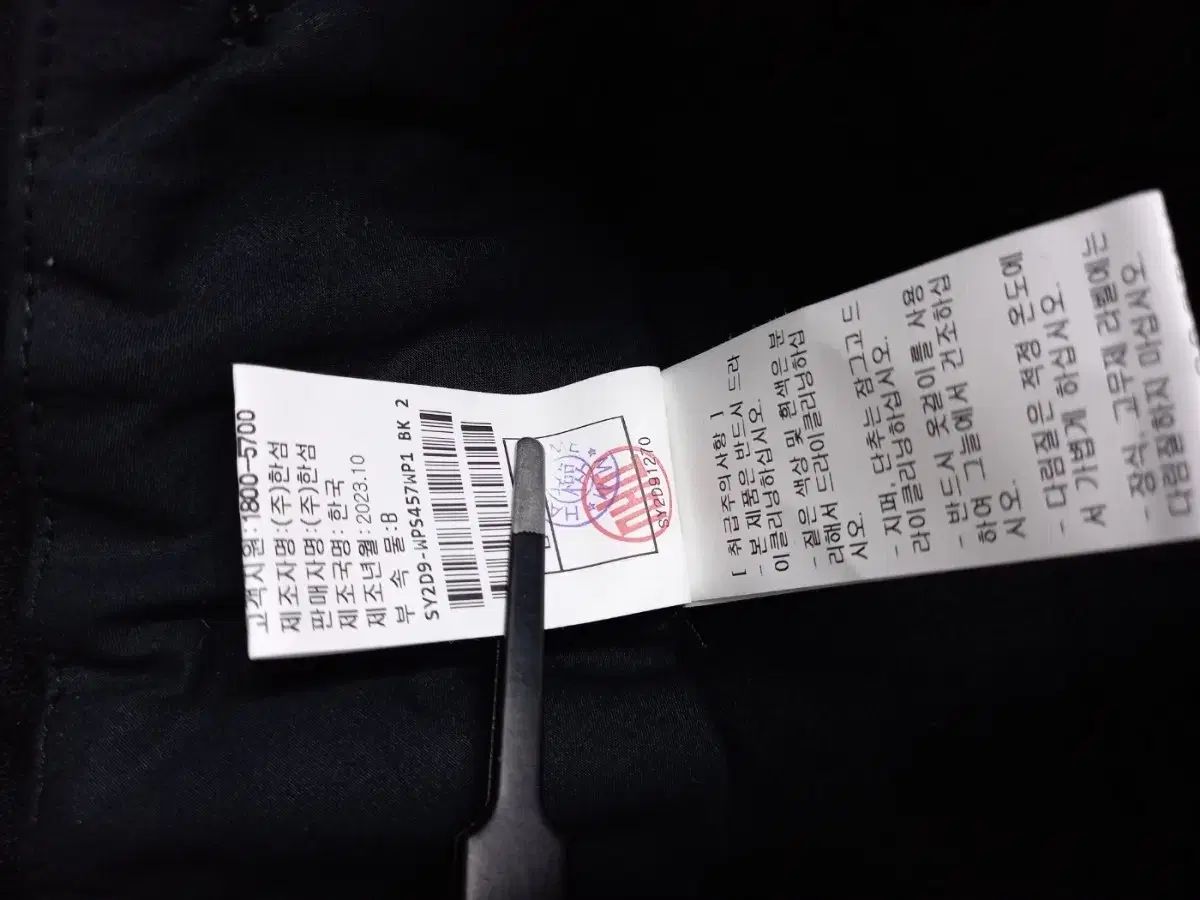 고객지원:1800-5700
제조자명:(주)한섬
판매자명:(주)한섬
제조국명:한국
제조년월:2023.10
부 속 물:B
SY2D9-WPS457WP1 BK 2
SY2D91270
[ 취급주의사항 ]
- 본 제품은 반드시 드라
이클리닝하십시오.
- 짙은 색상 및 흰색은 분
리해서 드라이클리닝하십
시오.
- 지퍼, 단추는 잠그고 드
라이클리닝하십시오.
- 반드시 옷걸이를 사용
하여 그늘에서 건조하십
시오.
- 다림질은 적정 온도에
서 가볍게 하십시오.
- 장식, 고무제 라벨에는
다림질하지 마십시오.